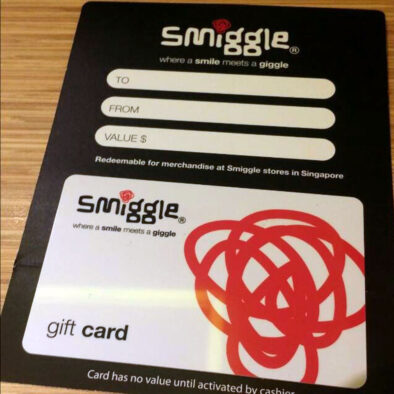 smiggle®
where a smile meets a giggle
TO
FROM
VALUE $
Redeemable for merchandise at Smiggle stores in Singapore
smiggle®
where a smile meets a giggle
gift card
Card has no value until activated by cashier